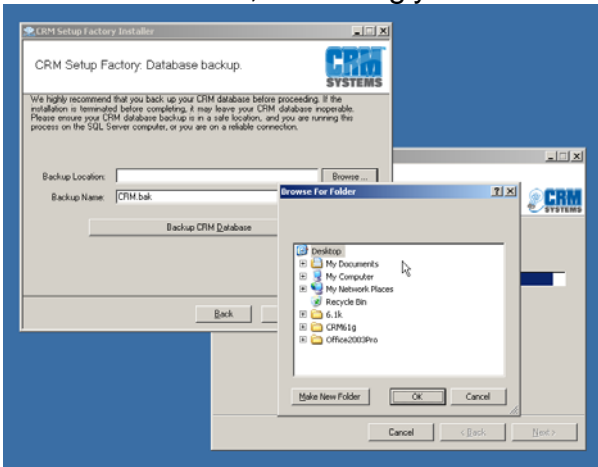 CRM Setup Factory Installer
CRM Setup Factory: Database backup.
CRM
SYSTEMS
We highly recommend that you back up your CRM database before proceeding. If the
installation is terminated before completing, it may leave your CRM database inoperable.
Please ensure your CRM database backup is in a safe location, and you are running this
process on the SQL Server computer, or you are on a reliable connection.
Backup Location:
Browse ...
Backup Name:
CRM.bak
Backup CRM Database
Back
CRM
SYSTEMS
Browse For Folder
Desktop
My Documents
My Computer
My Network Places
Recycle Bin
6.1k
CRM61g
Office2003Pro
Make New Folder
OK
Cancel
Cancel
< Back
Next >